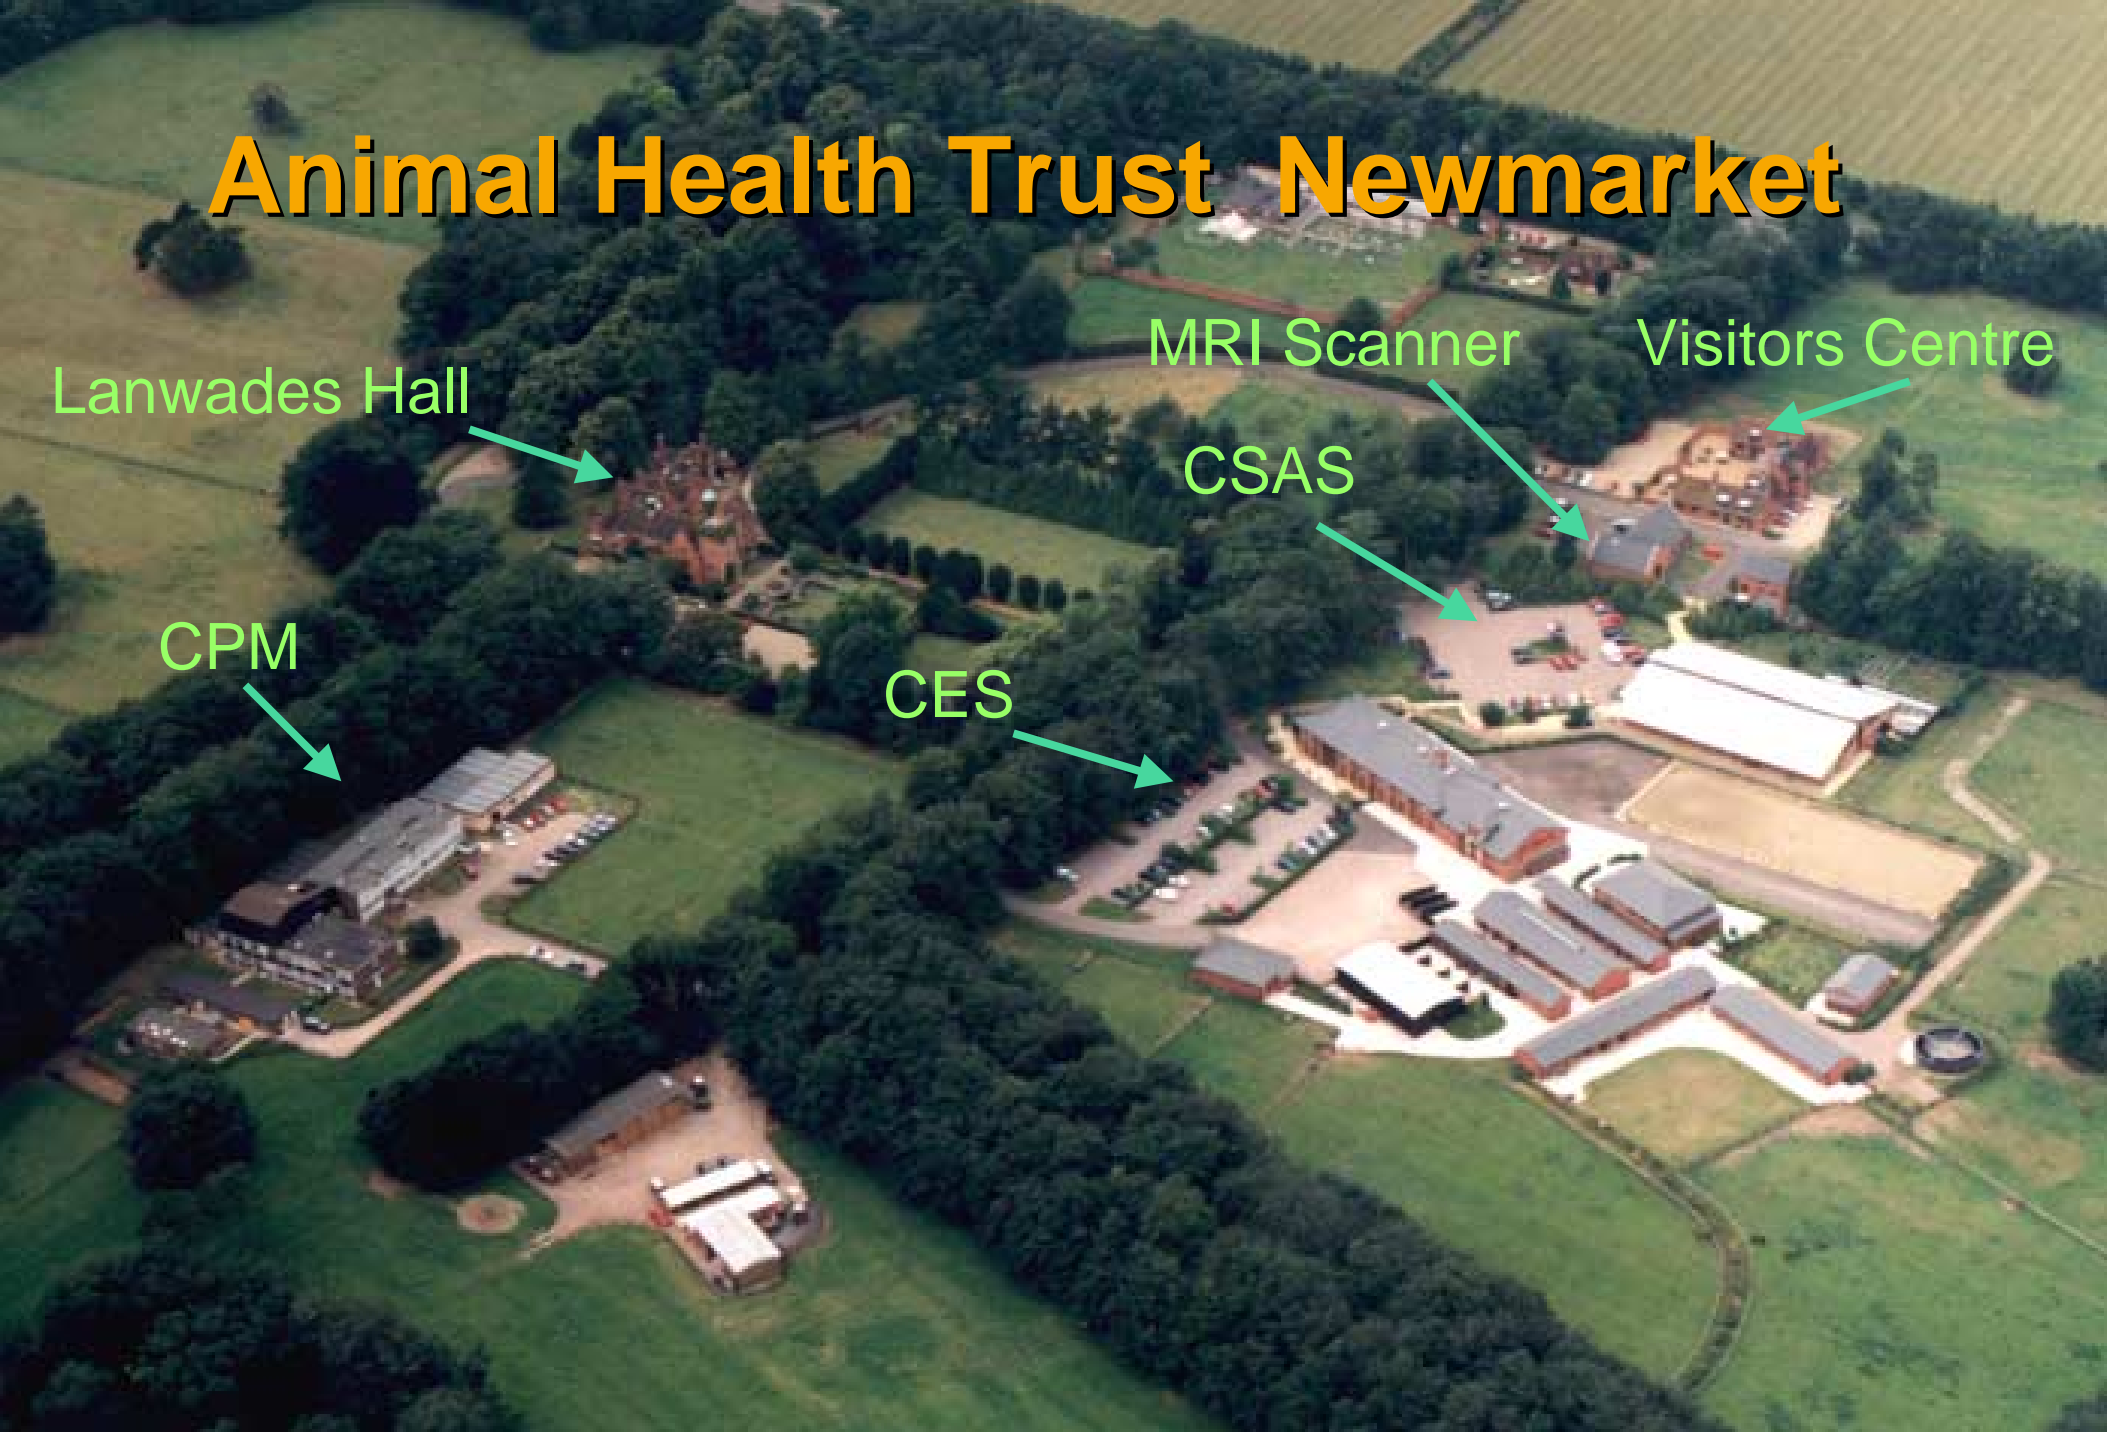 Animal Health Trust Newmarket
MRI Scanner
Visitors Centre
Lanwades Hall
CSAS
CPM
CES